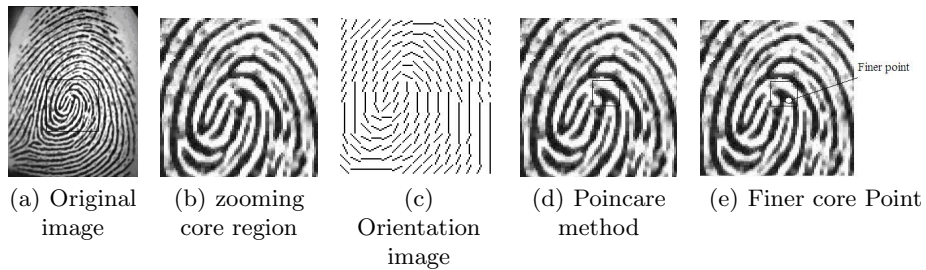 Finer point
(a) Original
image
(b) zooming
core region
(c)
Orientation
image
(d) Poincare
method
(e) Finer core Point